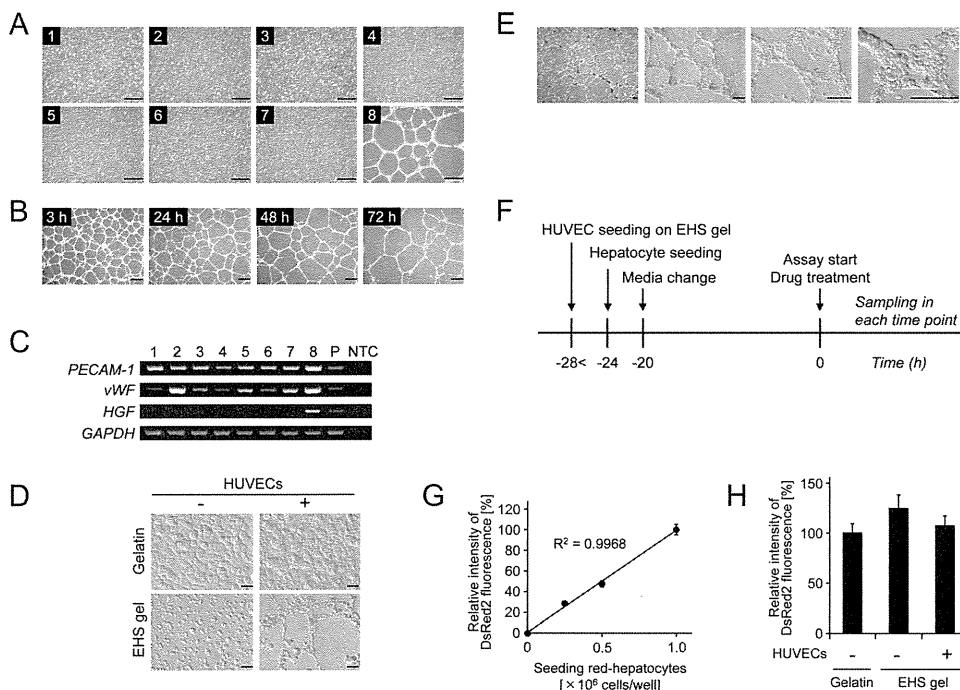 A
1
2
3
4
5
6
7
8
B
3 h
24 h
48 h
72 h
C
1 2 3 4 5 6 7 8 P NTC
PECAM-1
vWF
HGF
GAPDH
D
HUVECs
- +
Gelatin
EHS gel
E
F
HUVEC seeding on EHS gel
Hepatocyte seeding
Media change
Assay start
Drug treatment
Sampling in
each time point
-28< -24 -20 0 Time (h)
G
Relative intensity of
DsRed2 fluorescence [%]
120
100
80
60
40
20
0
R² = 0.9968
0 0.5 1.0
Seeding red-hepatocytes
[ × 10⁶ cells/well]
H
Relative intensity of
DsRed2 fluorescence [%]
150
100
50
0
HUVECs - - +
Gelatin EHS gel